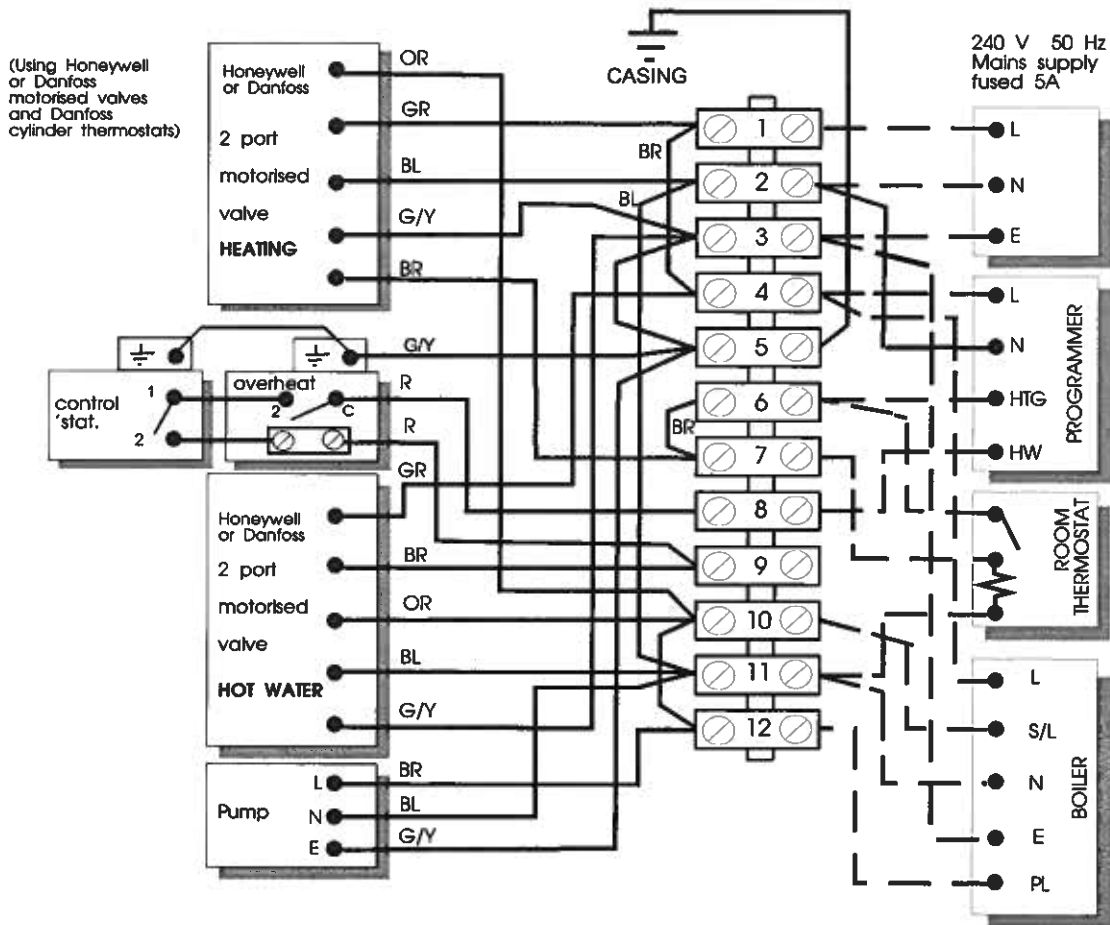 (Using Honeywell
or Danfoss
motorised valves
and Danfoss
cylinder thermostats)
Honeywell
or Danfoss
2 port
motorised
valve
HEATING
OR
GR
BL
G/Y
BR
CASING
240 V 50 Hz
Mains supply
fused 5A
L
N
E
PROGRAMMER
L
N
HTG
HW
ROOM
THERMOSTAT
BOILER
L
S/L
N
E
PL
1
2
3
4
5
6
7
8
9
10
11
12
BR
BL
BR
G/Y
control
'stat.
1
2
overheat
2
C
R
R
Honeywell
or Danfoss
2 port
motorised
valve
HOT WATER
GR
BR
OR
BL
G/Y
Pump
L
N
E
BR
BL
G/Y